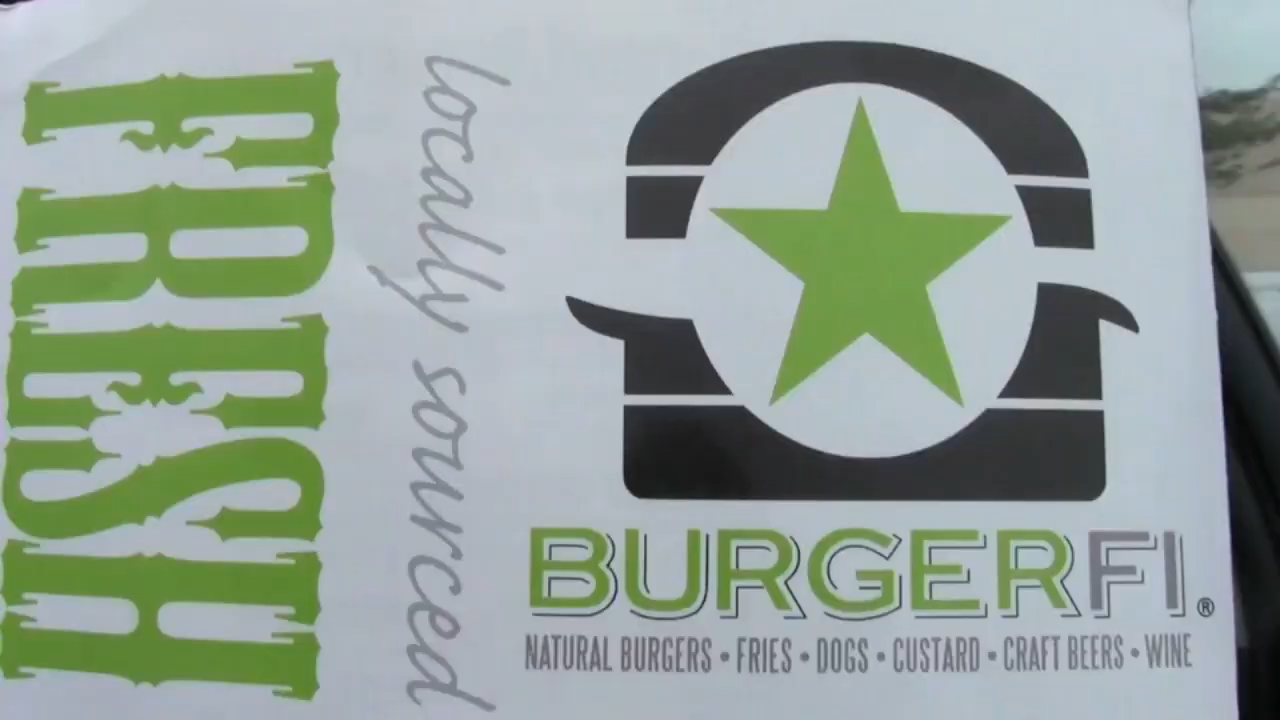 FRESH
locally sourced
BURGERFI®
NATURAL BURGERS • FRIES • DOGS • CUSTARD • CRAFT BEERS • WINE